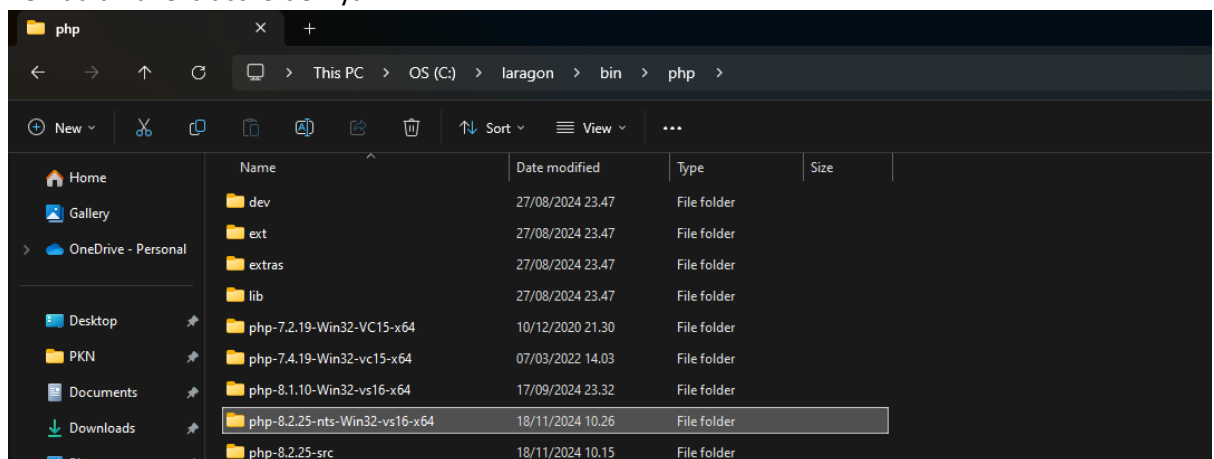 php
This PC > OS (C:) > laragon > bin > php >
New Sort View
Name Date modified Type Size
Home
Gallery
OneDrive - Personal
Desktop
PKN
Documents
Downloads
dev 27/08/2024 23.47 File folder
ext 27/08/2024 23.47 File folder
extras 27/08/2024 23.47 File folder
lib 27/08/2024 23.47 File folder
php-7.2.19-Win32-VC15-x64 10/12/2020 21.30 File folder
php-7.4.19-Win32-vc15-x64 07/03/2022 14.03 File folder
php-8.1.10-Win32-vs16-x64 17/09/2024 23.32 File folder
php-8.2.25-nts-Win32-vs16-x64 18/11/2024 10.26 File folder
php-8.2.25-src 18/11/2024 10.15 File folder